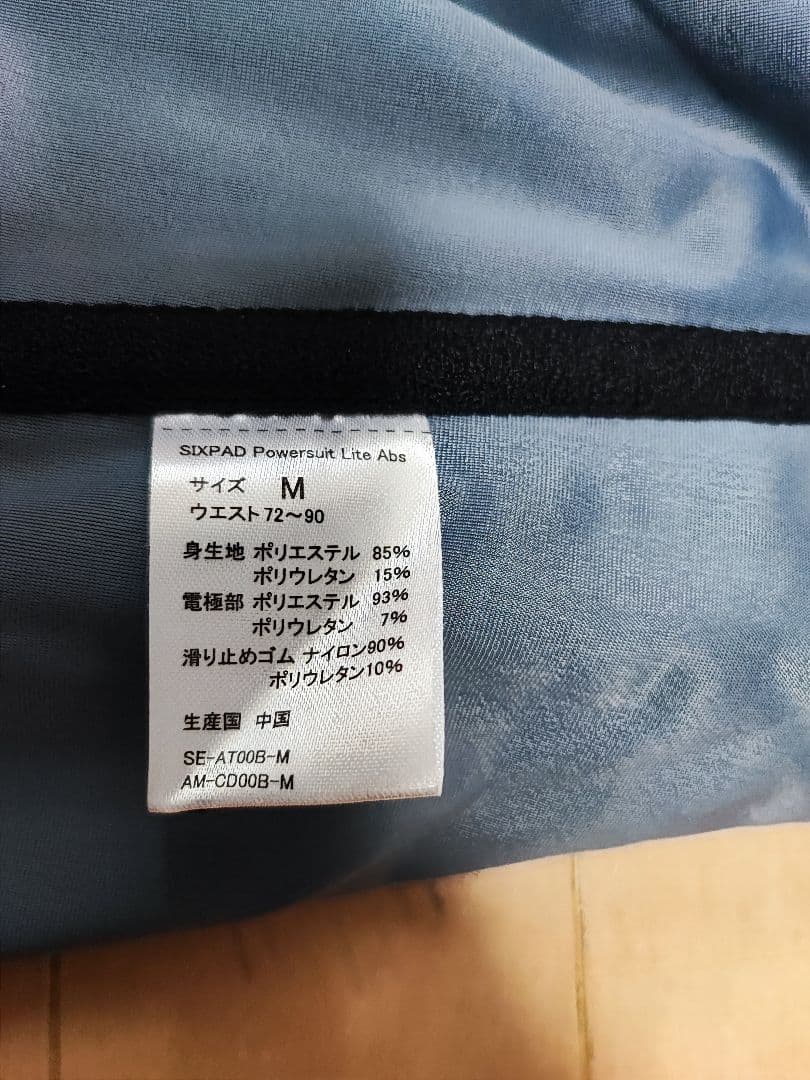 SIXPAD Powersuit Lite Abs
サイズ M
ウエスト72～90
身生地 ポリエステル 85%
ポリウレタン 15%
電極部 ポリエステル 93%
ポリウレタン 7%
滑り止めゴム ナイロン90%
ポリウレタン10%
生産国 中国
SE-AT00B-M
AM-CD00B-M